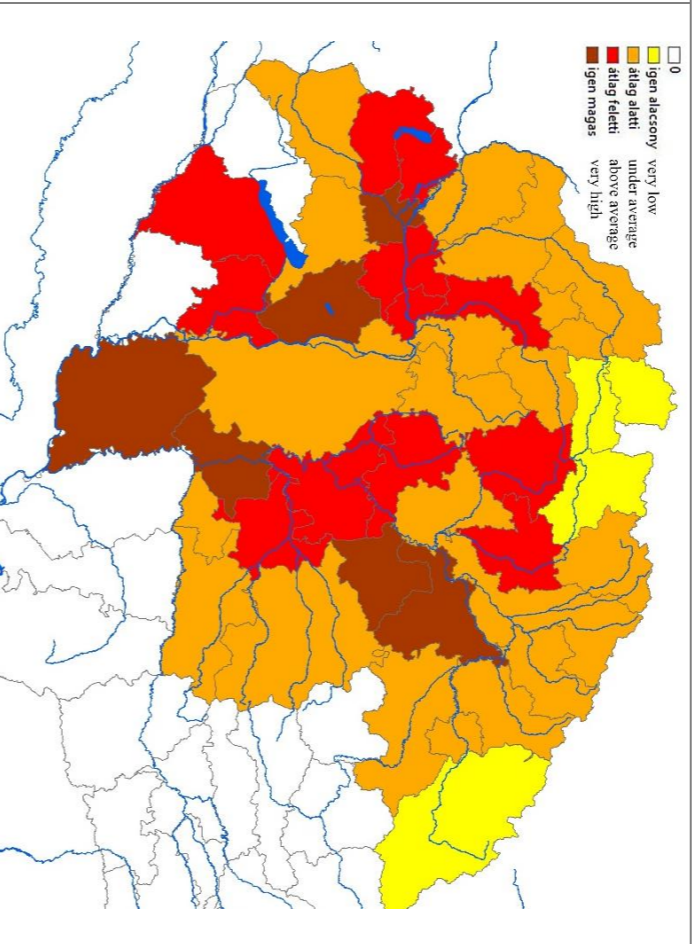 0
igen alacsony very low
átlag alatti under average
átlag feletti above average
igen magas very high